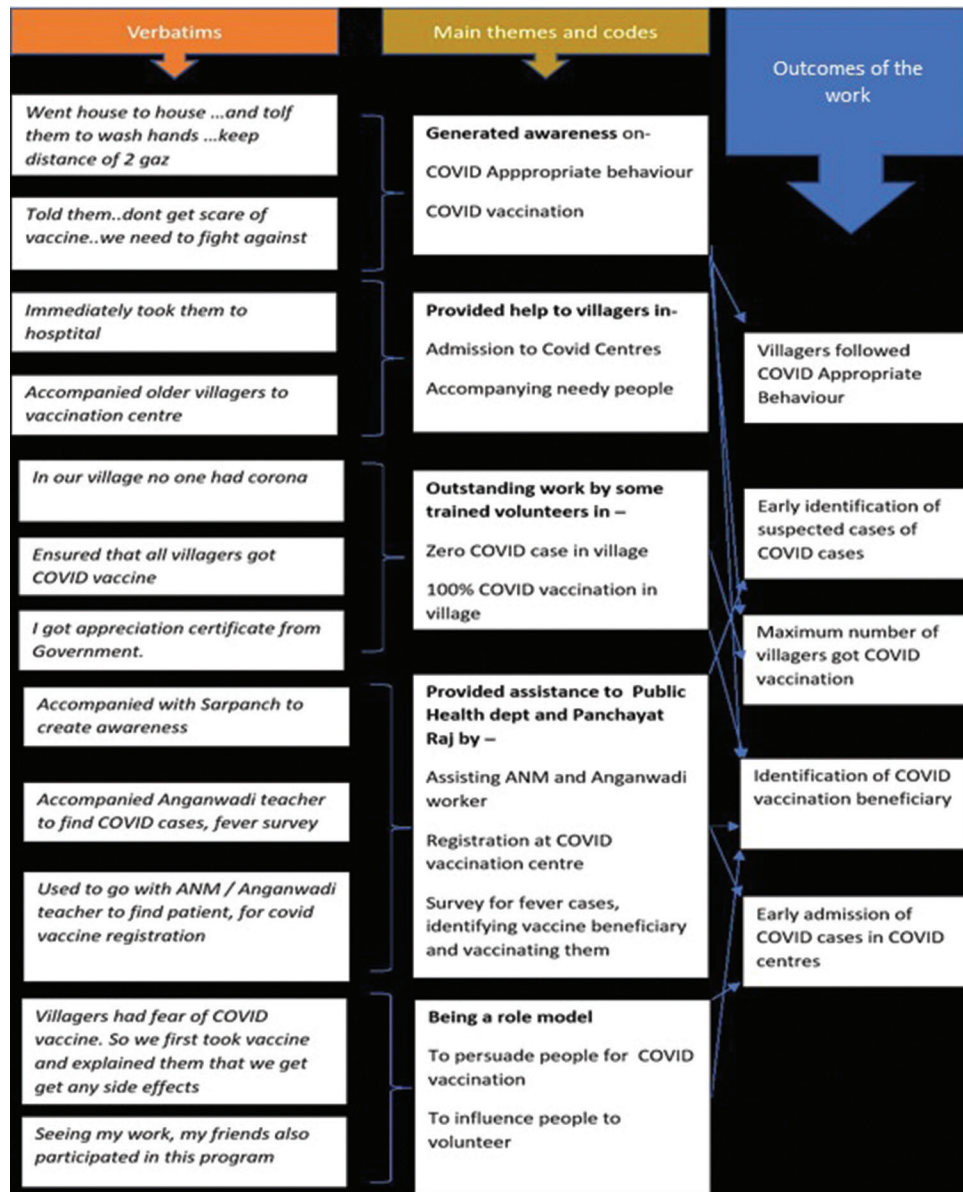 Verbatims
Went house to house ...and tolf
them to wash hands ...keep
distance of 2 gaz
Told them..dont get scare of
vaccine..we need to fight against
Immediately took them to
hosptital
Accompanied older villagers to
vaccination centre
In our village no one had corona
Ensured that all villagers got
COVID vaccine
I got appreciation certificate from
Government.
Accompanied with Sarpanch to
create awareness
Accompanied Anganwadi teacher
to find COVID cases, fever survey
Used to go with ANM / Anganwadi
teacher to find patient, for covid
vaccine registration
Villagers had fear of COVID
vaccine. So we first took vaccine
and explained them that we get
get any side effects
Seeing my work, my friends also
participated in this program
Main themes and codes
Generated awareness on-
COVID Apppropriate behaviour
COVID vaccination
Provided help to villagers in-
Admission to Covid Centres
Accompanying needy people
Outstanding work by some
trained volunteers in –
Zero COVID case in village
100% COVID vaccination in
village
Provided assistance to Public
Health dept and Panchayat
Raj by –
Assisting ANM and Anganwadi
worker
Registration at COVID
vaccination centre
Survey for fever cases,
identifying vaccine beneficiary
and vaccinating them
Being a role model
To persuade people for COVID
vaccination
To influence people to
volunteer
Outcomes of the
work
Villagers followed
COVID Appropriate
Behaviour
Early identification of
suspected cases of
COVID cases
Maximum number of
villagers got COVID
vaccination
Identification of COVID
vaccination beneficiary
Early admission of
COVID cases in COVID
centres